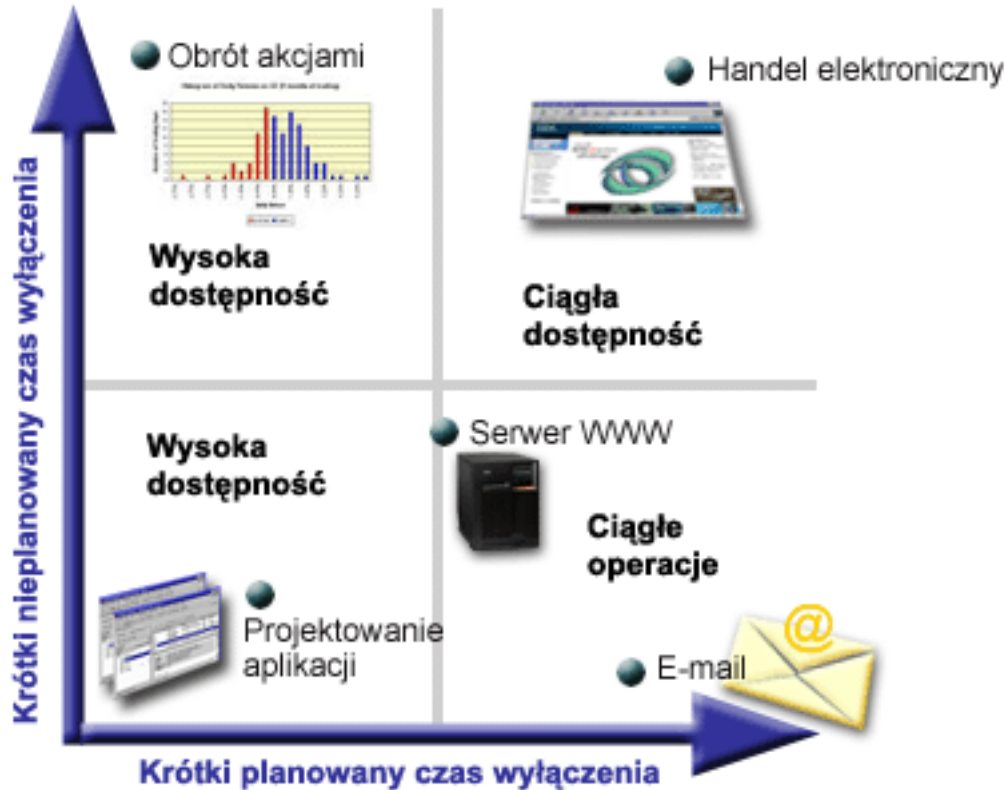 Obrót akcjami
Handel elektroniczny
Wysoka
dostępność
Ciągła
dostępność
Wysoka
dostępność
Serwer WWW
Ciągłe
operacje
Projektowanie
aplikacji
@
E-mail
Krótki nieplanowany czas wyłączenia
Krótki planowany czas wyłączenia